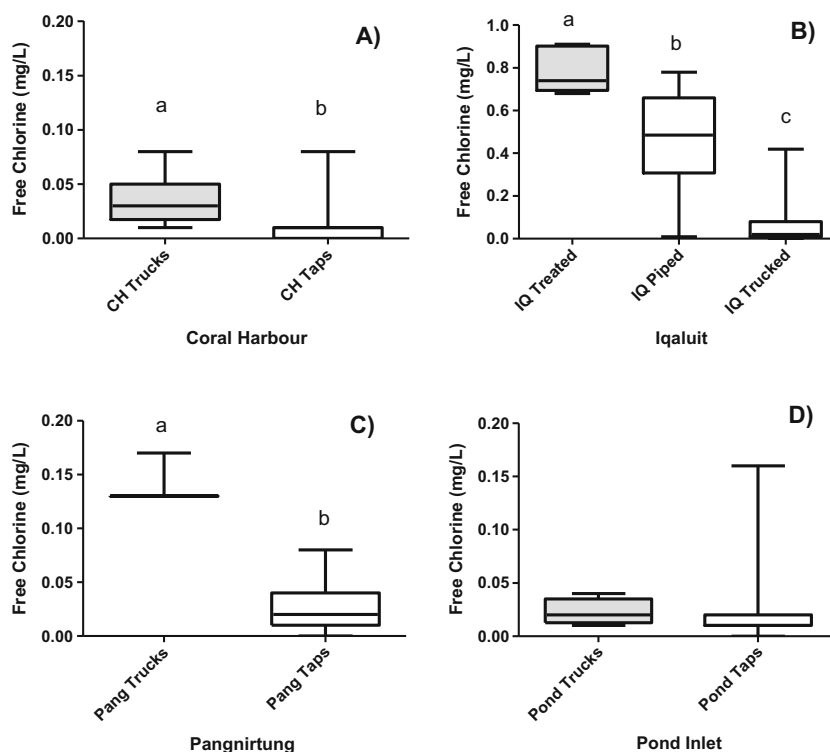 A)
Free Chlorine (mg/L)
0.20
0.15
0.10
0.05
0.00
a
b
CH Trucks
CH Taps
Coral Harbour
B)
Free Chlorine (mg/L)
1.0
0.8
0.6
0.4
0.2
0.0
a
b
c
IQ Treated
IQ Piped
IQ Trucked
Iqaluit
C)
Free Chlorine (mg/L)
0.20
0.15
0.10
0.05
0.00
a
b
Pang Trucks
Pang Taps
Pangnirtung
D)
Free Chlorine (mg/L)
0.20
0.15
0.10
0.05
0.00
Pond Trucks
Pond Taps
Pond Inlet